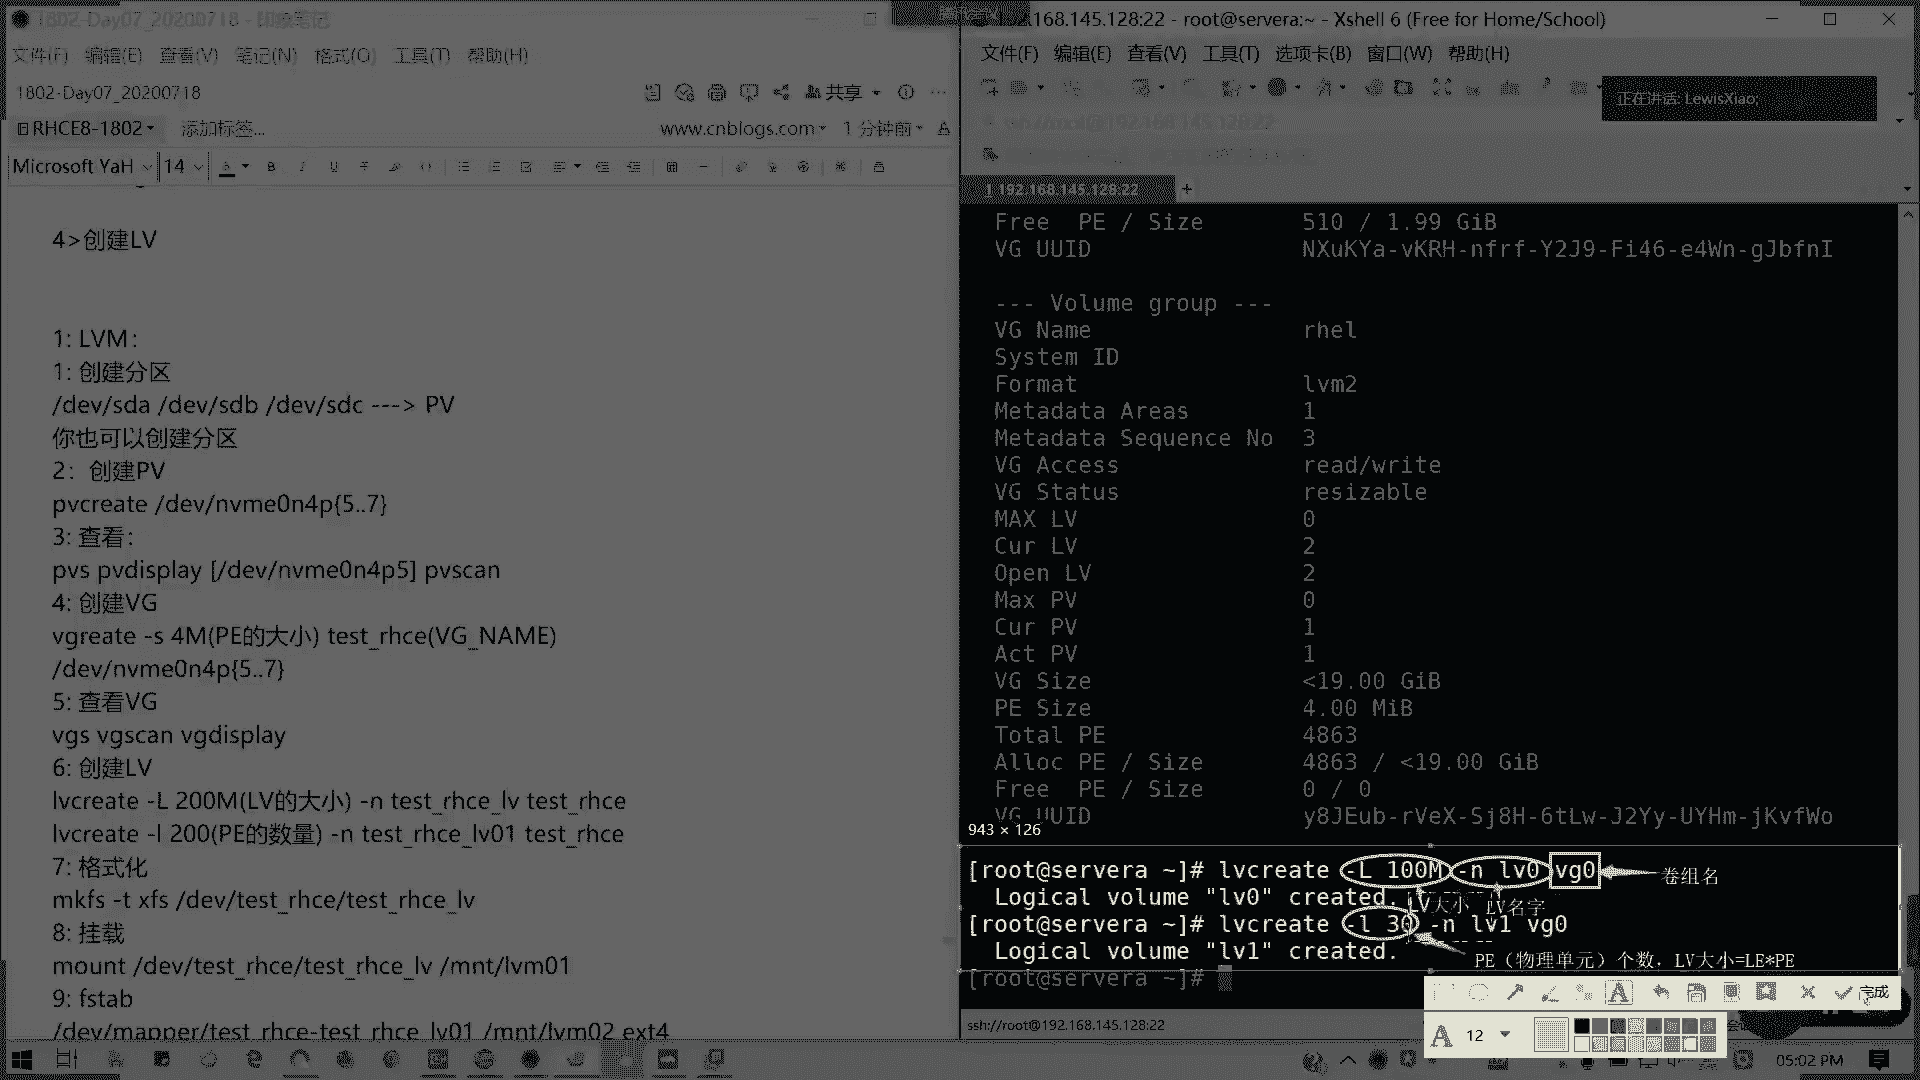 1802-Day07_20200718 - 印象笔记
文件(F) 编辑(E) 查看(V) 笔记(N) 格式(O) 工具(T) 帮助(H)
1802-Day07_20200718
共享
RHCE8-1802
添加标签...
www.cnblogs.com
1 分钟前
Microsoft YaH
14
4>创建LV
1: LVM:
1: 创建分区
/dev/sda /dev/sdb /dev/sdc ---> PV
你也可以创建分区
2: 创建PV
pvcreate /dev/nvme0n4p{5..7}
3: 查看:
pvs pvdisplay [/dev/nvme0n4p5] pvscan
4: 创建VG
vgreate -s 4M(PE的大小) test_rhce(VG_NAME)
/dev/nvme0n4p{5..7}
5: 查看VG
vgs vgscan vgdisplay
6: 创建LV
lvcreate -L 200M(LV的大小) -n test_rhce_lv test_rhce
lvcreate -l 200(PE的数量) -n test_rhce_lv01 test_rhce
7: 格式化
mkfs -t xfs /dev/test_rhce/test_rhce_lv
8: 挂载
mount /dev/test_rhce/test_rhce_lv /mnt/lvm01
9: fstab
/dev/mapper/test_rhce-test_rhce_lv01 /mnt/lvm02 ext4
.168.145.128:22 - root@servera:~ - Xshell 6 (Free for Home/School)
文件(F) 编辑(E) 查看(V) 工具(T) 选项卡(B) 窗口(W) 帮助(H)
正在讲话: LewisXiao;
ssh://root@192.168.145.128:22
1 192.168.145.128:22
Free PE / Size 510 / 1.99 GiB
VG UUID NXuKYa-vKRH-nfrf-Y2J9-Fi46-e4Wn-gJbfnI
--- Volume group ---
VG Name rhel
System ID
Format lvm2
Metadata Areas 1
Metadata Sequence No 3
VG Access read/write
VG Status resizable
MAX LV 0
Cur LV 2
Open LV 2
Max PV 0
Cur PV 1
Act PV 1
VG Size <19.00 GiB
PE Size 4.00 MiB
Total PE 4863
Alloc PE / Size 4863 / <19.00 GiB
Free PE / Size 0 / 0
VG UUID y8JEub-rVeX-Sj8H-6tLw-J2Yy-UYHm-jKvfWo
943 × 126
[root@servera ~]# lvcreate -L 100M -n lv0 vg0
卷组名
Logical volume "lv0" created.
LV大小 LV名字
[root@servera ~]# lvcreate -l 30 -n lv1 vg0
Logical volume "lv1" created.
PE（物理单元）个数，LV大小=LE*PE
[root@servera ~]#
完成
ssh://root@192.168.145.128:22
12
05:02 PM